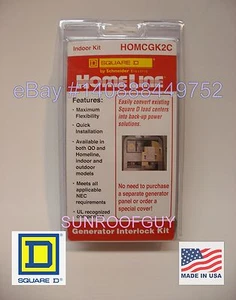 Indoor Kit HOMCGK2C
SQUARE D
by Schneider Electric
HOMELINE
eBay #140888449752
Features:
• Maximum Flexibility
• Quick Installation
• Available in both QO and Homeline, indoor and outdoor models
• Meets all applicable NEC requirements
• UL recognized
Easily convert existing Square D load centers into back-up power solutions.
No need to purchase a separate generator panel or order a special cover!
SUNROOFGUY
Generator Interlock Kit
SQUARE D
MADE IN USA